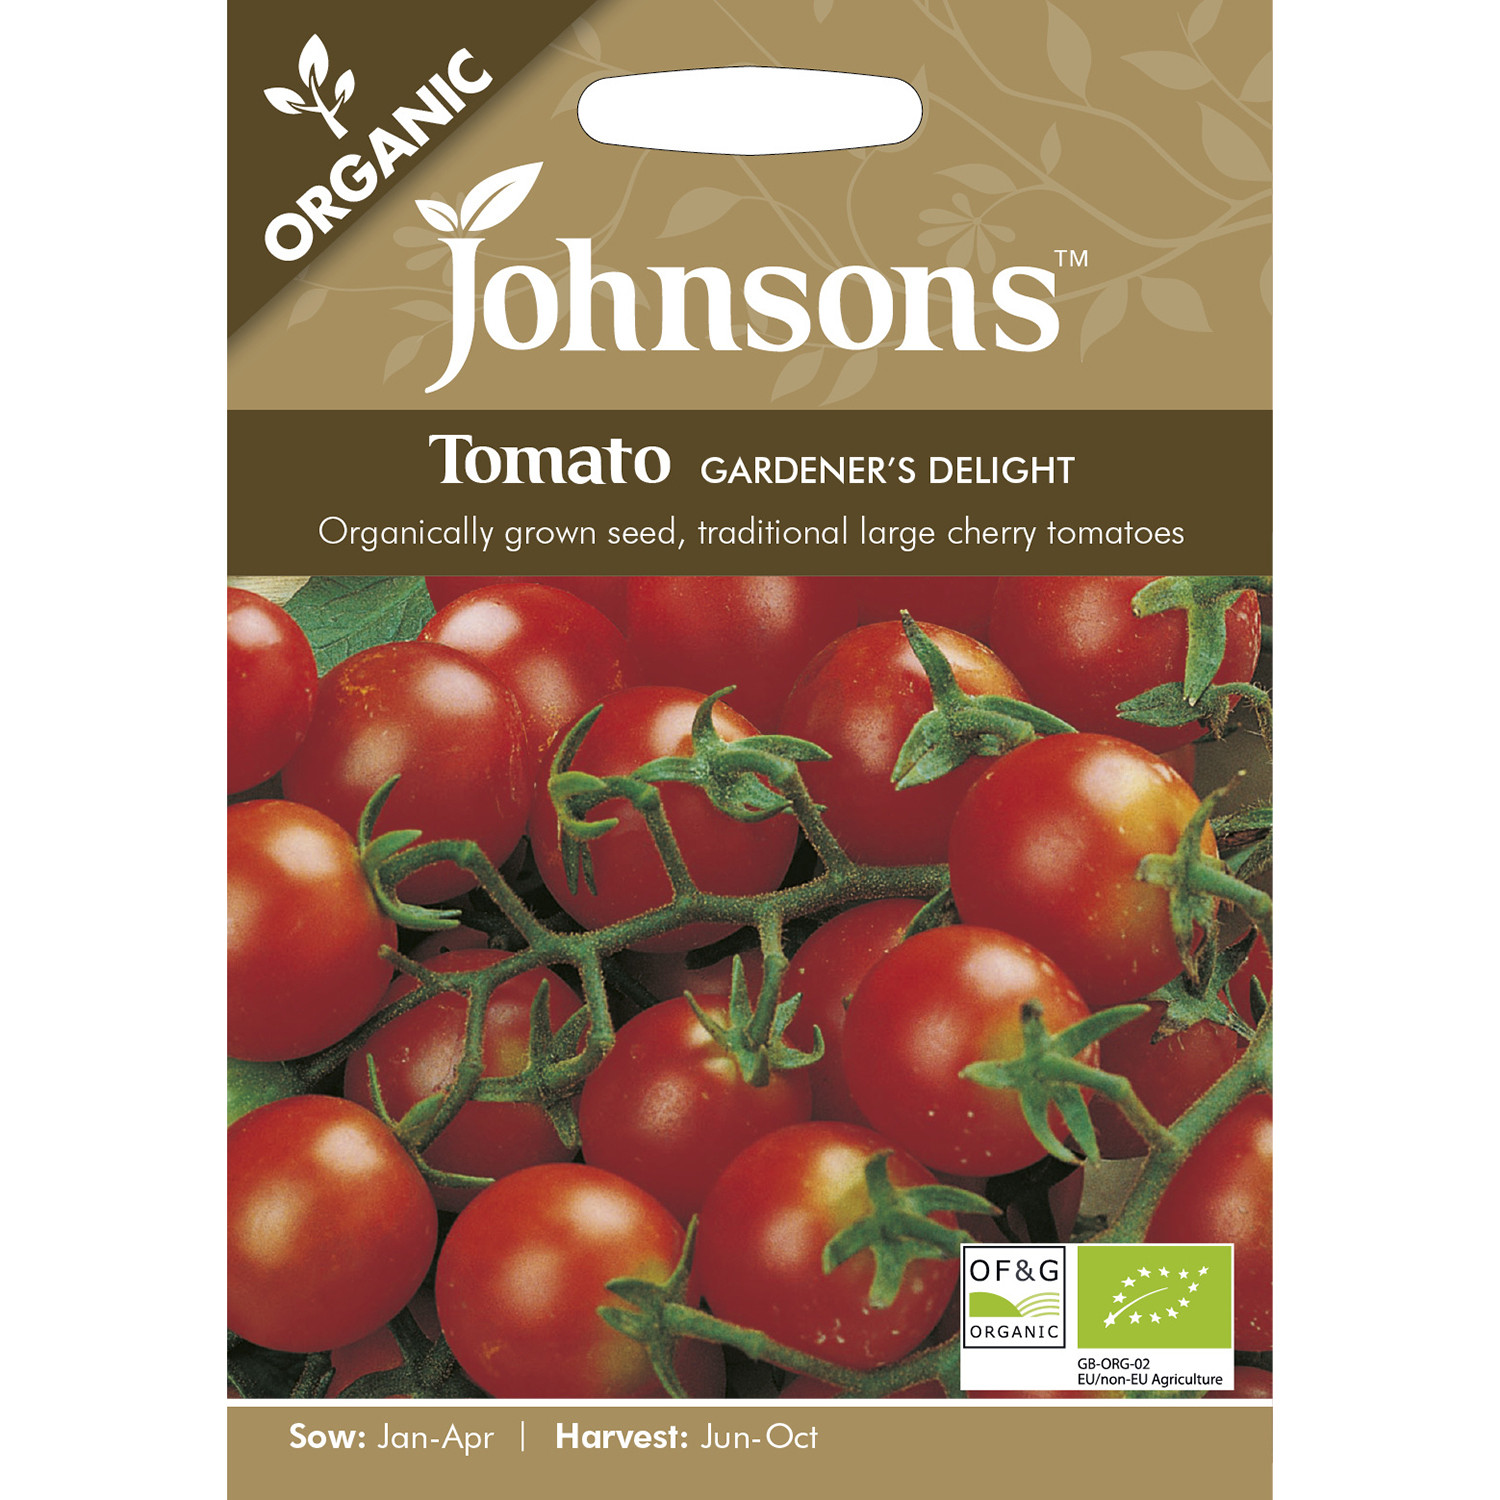 ORGANIC
Johnsons™
Tomato GARDENER'S DELIGHT
Organically grown seed, traditional large cherry tomatoes
OF&G
ORGANIC
GB-ORG-02
EU/non-EU Agriculture
Sow: Jan-Apr | Harvest: Jun-Oct